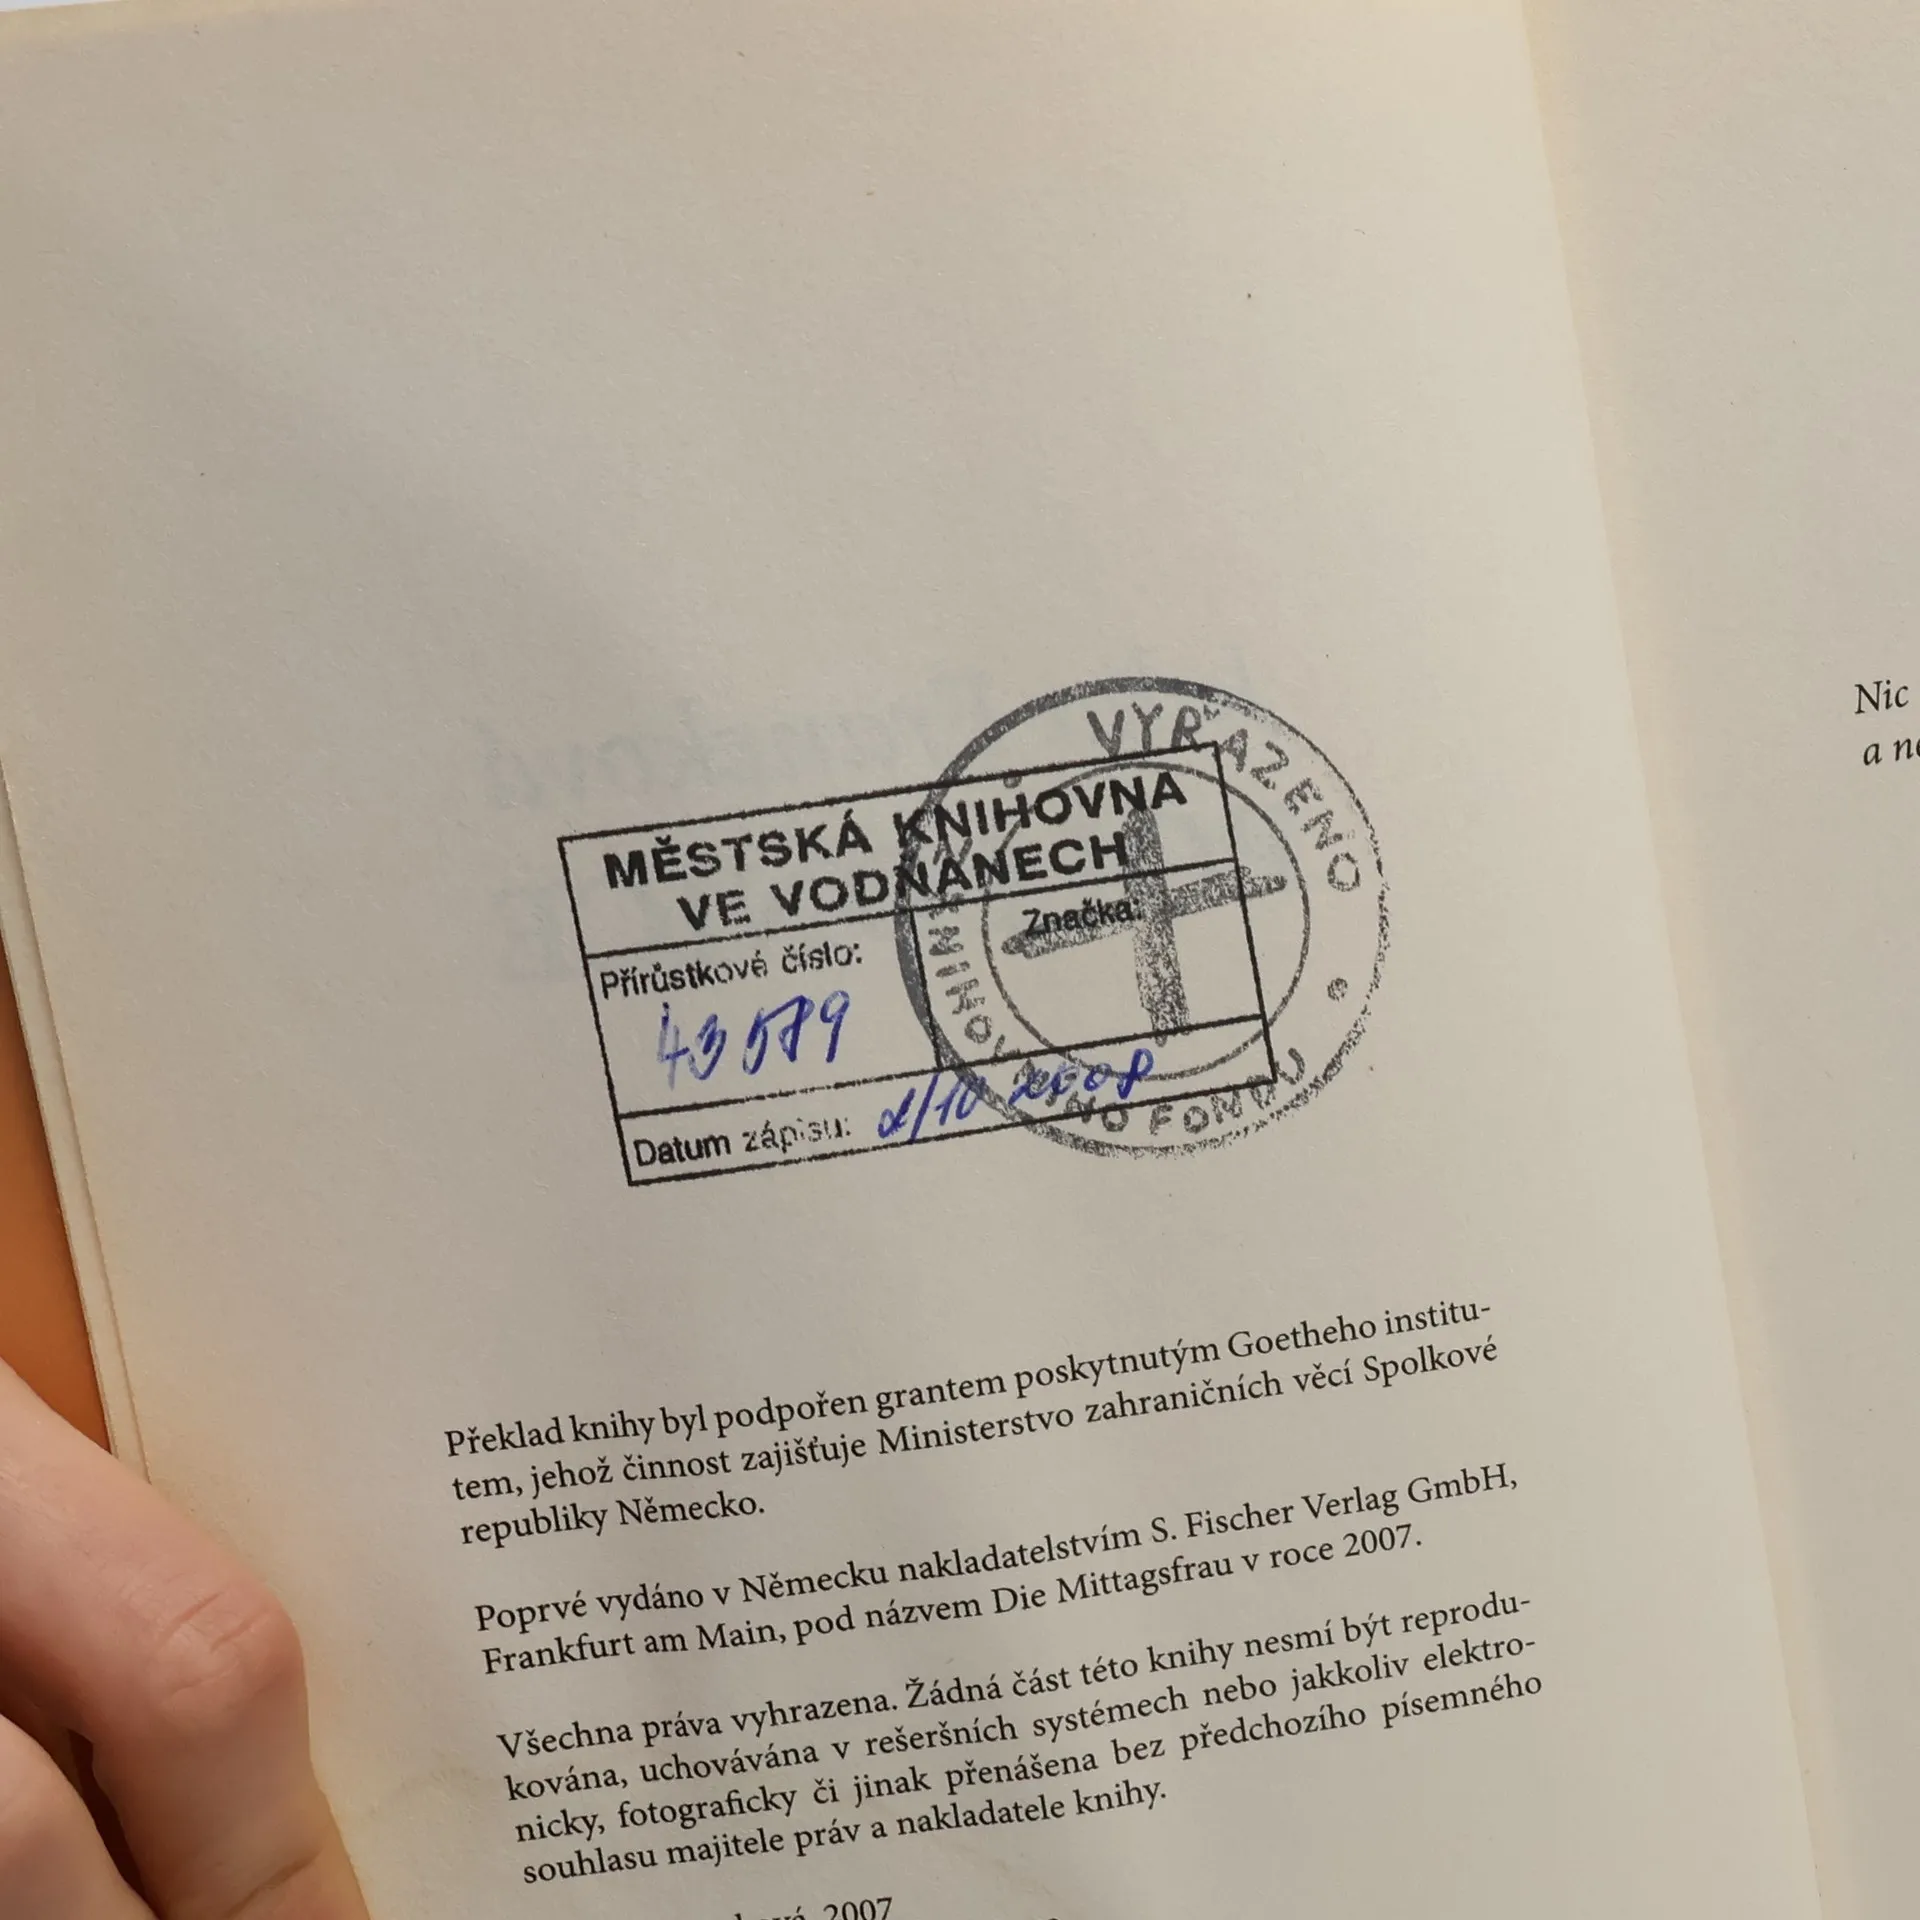 MĚSTSKÁ KNIHOVNA
VE VODŇANECH
Přírůstkové číslo:
Značka:
43 579
Datum zápisu: 2/10 2008
VYŘAZENO
KNIHOVNÍHO FONDU
Nic
a ne
Překlad knihy byl podpořen grantem poskytnutým Goetheho institu-
tem, jehož činnost zajišťuje Ministerstvo zahraničních věcí Spolkové
republiky Německo.
Poprvé vydáno v Německu nakladatelstvím S. Fischer Verlag GmbH,
Frankfurt am Main, pod názvem Die Mittagsfrau v roce 2007.
Všechna práva vyhrazena. Žádná část této knihy nesmí být reprodu-
kována, uchovávána v rešeršních systémech nebo jakkoliv elektro-
nicky, fotograficky či jinak přenášena bez předchozího písemného
souhlasu majitele práv a nakladatele knihy.
2007